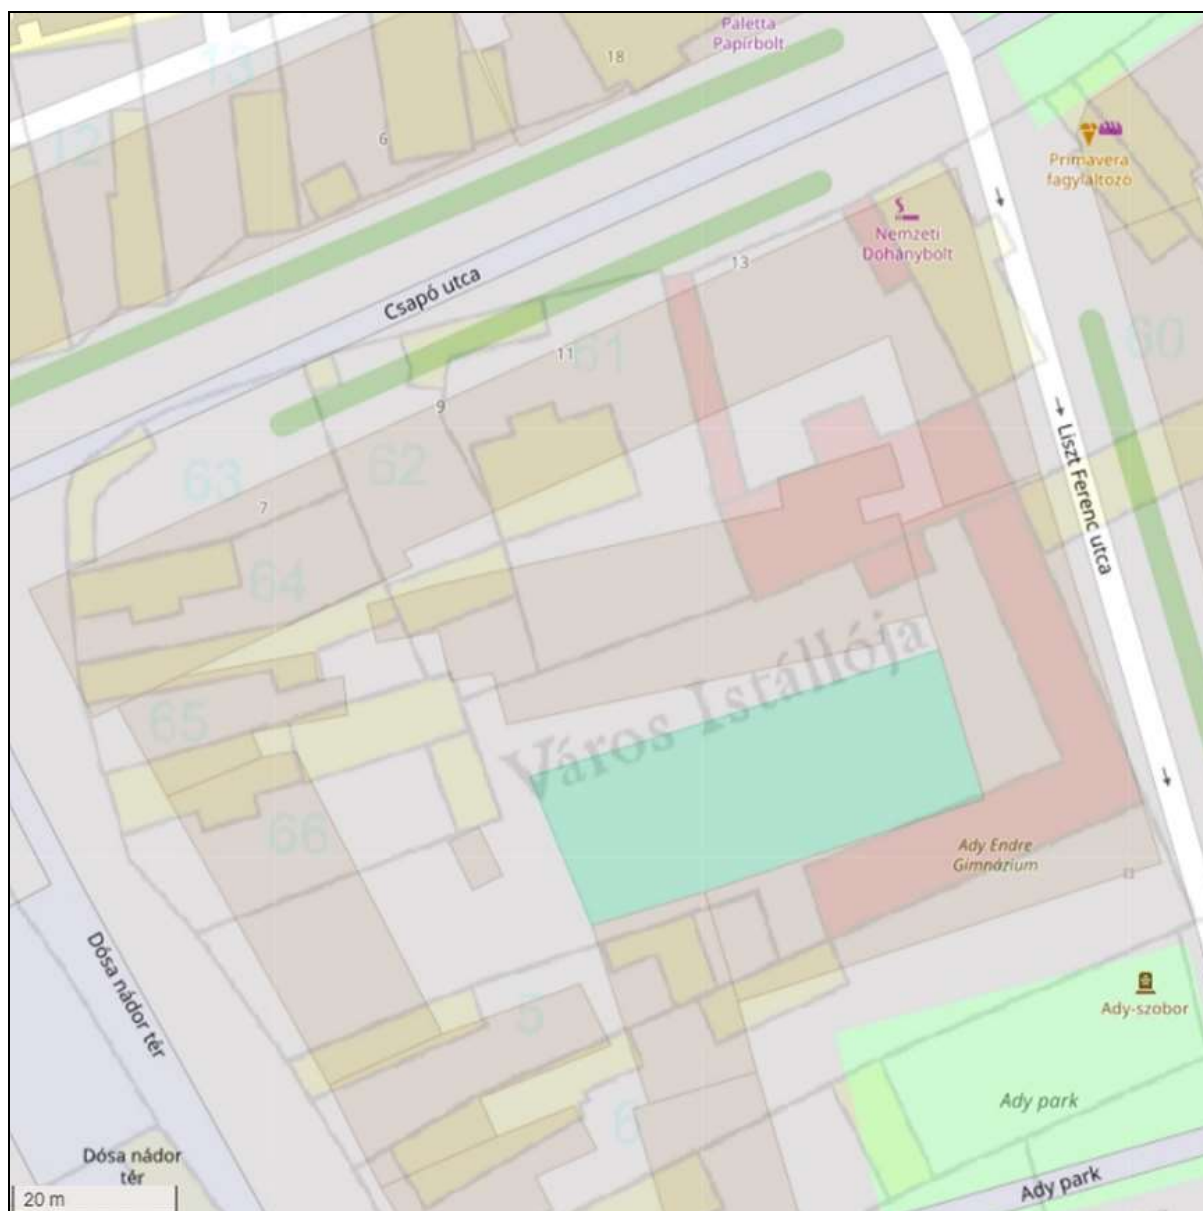 Paletta
Papírbolt
18
13
12
6
Primavera
fagylaltozó
Nemzeti
Dohánybolt
13
Csapó utca
60
61
11
9
62
63
7
Liszt Ferenc utca
64
Város Istállója
65
66
Ady Endre
Gimnázium
Dósa nádor tér
5
Ady-szobor
Ady park
6
Dósa nádor
tér
Ady park
20 m